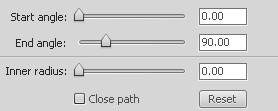 Start angle: 0.00
End angle: 90.00
Inner radius: 0.00
Close path Reset